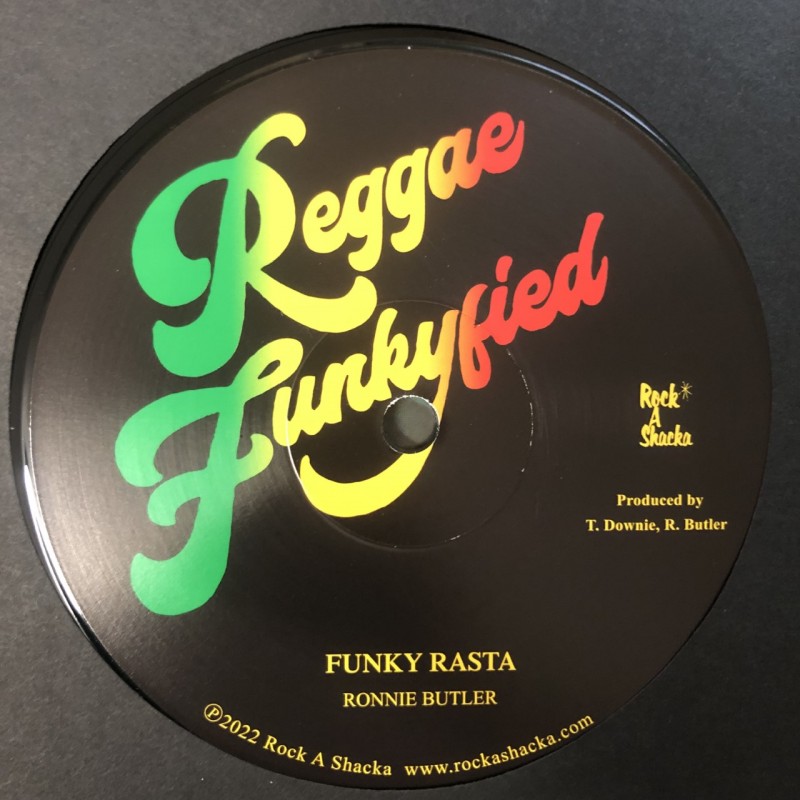 Reggae
Funkyfied
Rock
A
Shacka
Produced by
T. Downie, R. Butler
FUNKY RASTA
RONNIE BUTLER
℗2022 Rock A Shacka www.rockashacka.com